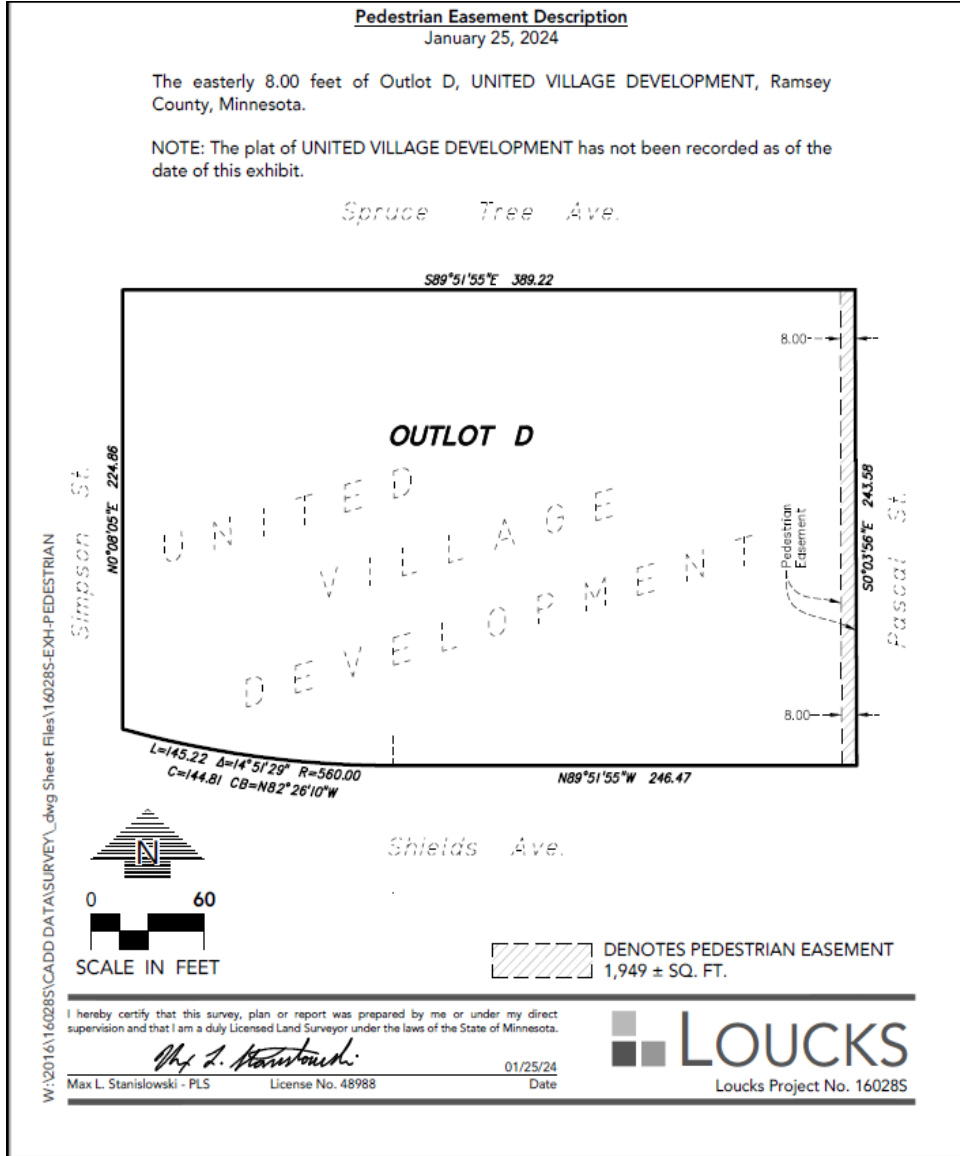 Pedestrian Easement Description
January 25, 2024
The easterly 8.00 feet of Outlot D, UNITED VILLAGE DEVELOPMENT, Ramsey
County, Minnesota.
NOTE: The plat of UNITED VILLAGE DEVELOPMENT has not been recorded as of the
date of this exhibit.
Spruce Tree Ave.
S89°51'55"E 389.22
8.00
OUTLOT D
Simpson St.
N0°08'05"E 224.86
UNITED
VILLAGE
DEVELOPMENT
Pedestrian
Easement
S0°03'56"E 243.58
Pascal St.
8.00
L=145.22 Δ=14°51'29" R=560.00
C=144.81 CB=N82°26'10"W
N89°51'55"W 246.47
Shields Ave.
N
0 60
SCALE IN FEET
DENOTES PEDESTRIAN EASEMENT
1,949 ± SQ. FT.
W:\2016\16028S\CADD DATA\SURVEY\_dwg Sheet Files\16028S-EXH-PEDESTRIAN
I hereby certify that this survey, plan or report was prepared by me or under my direct
supervision and that I am a duly Licensed Land Surveyor under the laws of the State of Minnesota.
Max L. Stanislowski
01/25/24
Max L. Stanislowski - PLS License No. 48988 Date
LOUCKS
Loucks Project No. 16028S